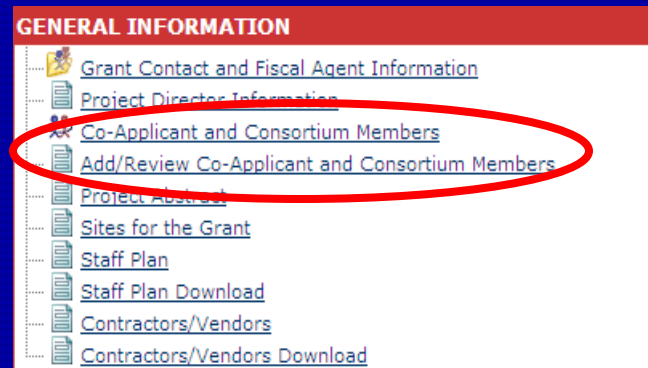 GENERAL INFORMATION
Grant Contact and Fiscal Agent Information
Project Director Information
Co-Applicant and Consortium Members
Add/Review Co-Applicant and Consortium Members
Project Abstract
Sites for the Grant
Staff Plan
Staff Plan Download
Contractors/Vendors
Contractors/Vendors Download